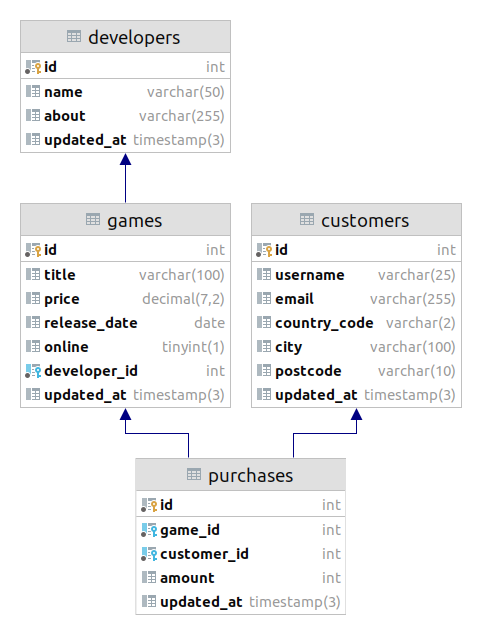 developers
id int
name varchar(50)
about varchar(255)
updated_at timestamp(3)
games
id int
title varchar(100)
price decimal(7,2)
release_date date
online tinyint(1)
developer_id int
updated_at timestamp(3)
customers
id int
username varchar(25)
email varchar(255)
country_code varchar(2)
city varchar(100)
postcode varchar(10)
updated_at timestamp(3)
purchases
id int
game_id int
customer_id int
amount int
updated_at timestamp(3)